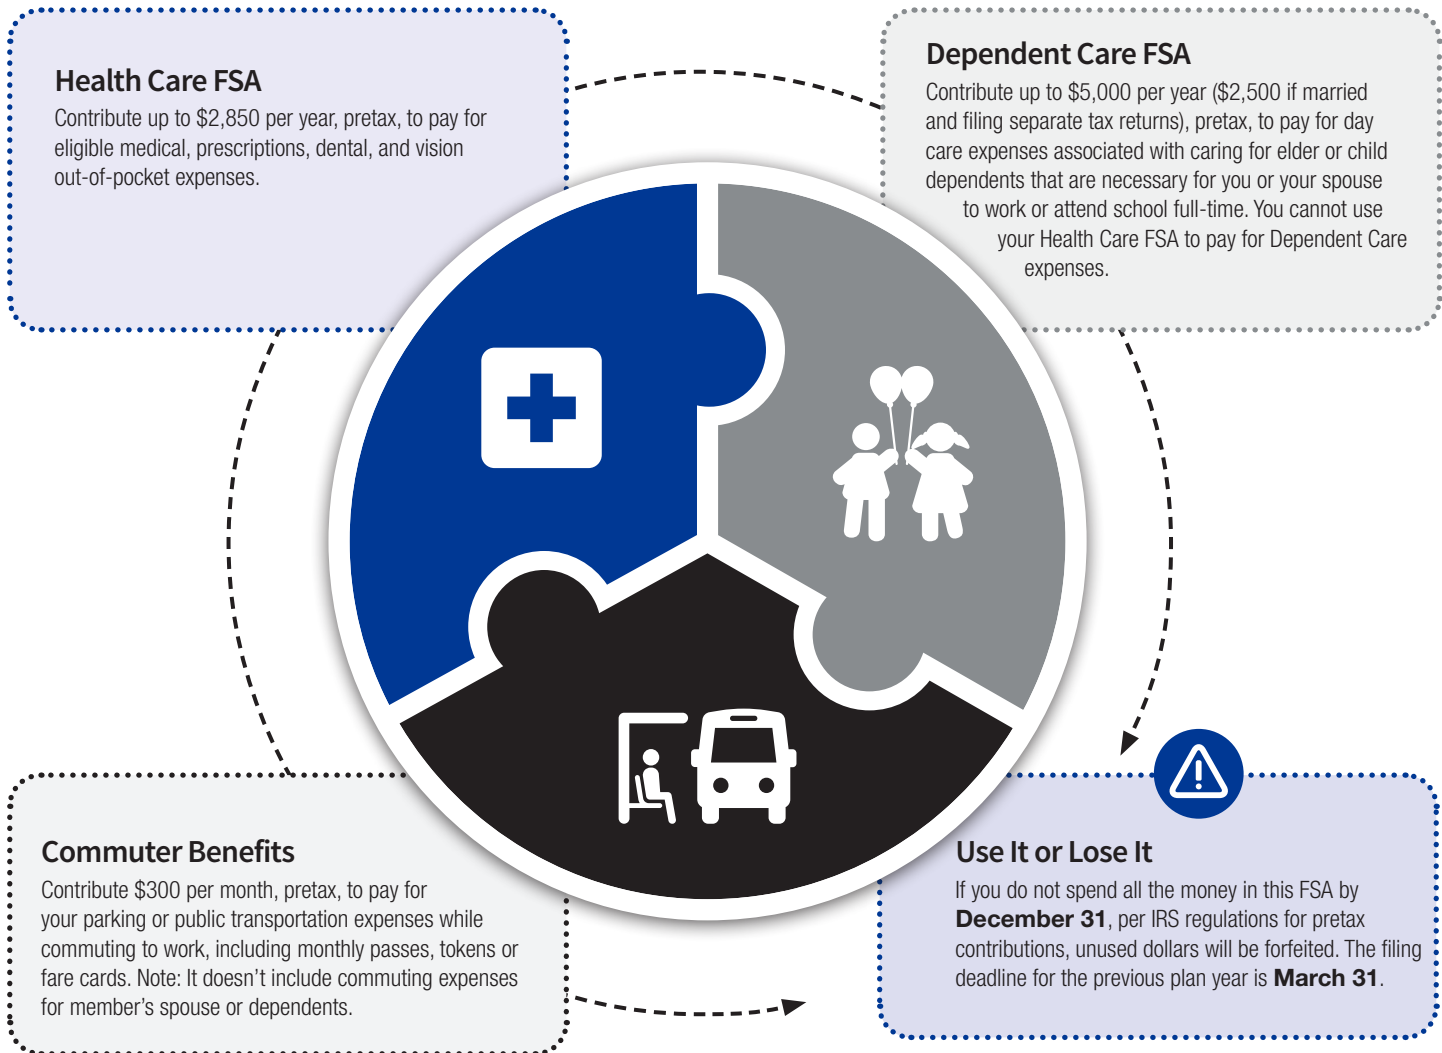 Health Care FSA
Contribute up to $2,850 per year, pretax, to pay for
eligible medical, prescriptions, dental, and vision
out-of-pocket expenses.
Dependent Care FSA
Contribute up to $5,000 per year ($2,500 if married
and filing separate tax returns), pretax, to pay for day
care expenses associated with caring for elder or child
dependents that are necessary for you or your spouse
to work or attend school full-time. You cannot use
your Health Care FSA to pay for Dependent Care
expenses.
Commuter Benefits
Contribute $300 per month, pretax, to pay for
your parking or public transportation expenses while
commuting to work, including monthly passes, tokens or
fare cards. Note: It doesn’t include commuting expenses
for member’s spouse or dependents.
Use It or Lose It
If you do not spend all the money in this FSA by
December 31, per IRS regulations for pretax
contributions, unused dollars will be forfeited. The filing
deadline for the previous plan year is March 31.